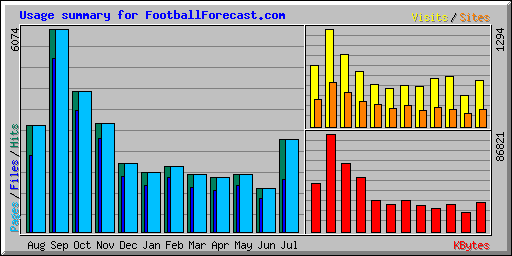 Usage summary for FootballForecast.com
Visits/Sites
6074
1294
86821
Pages/Files/Hits
Aug Sep Oct Nov Dec Jan Feb Mar Apr May Jun Jul
KBytes